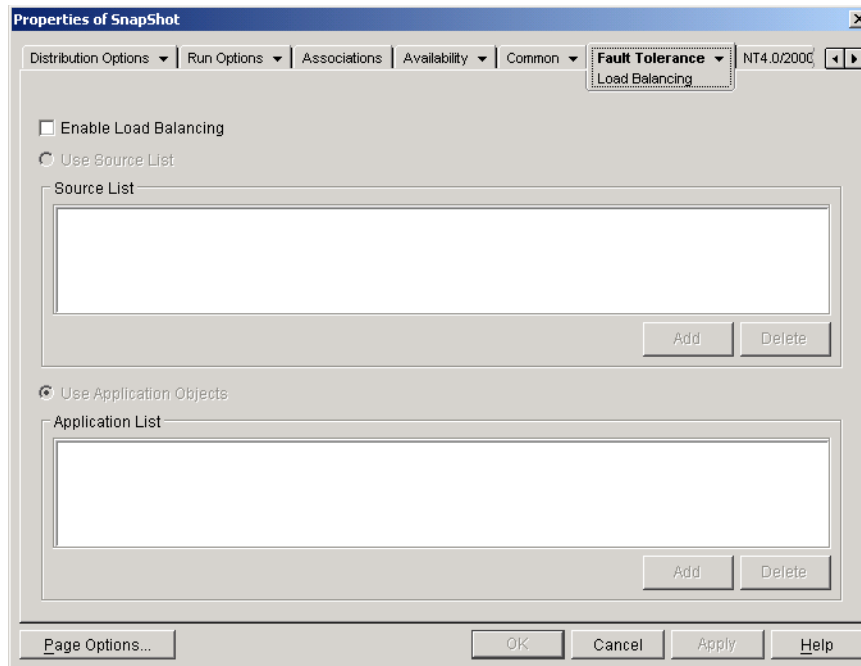 Properties of SnapShot
Distribution Options Run Options Associations Availability Common Fault Tolerance NT4.0/2000
Load Balancing
Enable Load Balancing
Use Source List
Source List
Add Delete
Use Application Objects
Application List
Add Delete
Page Options... OK Cancel Apply Help